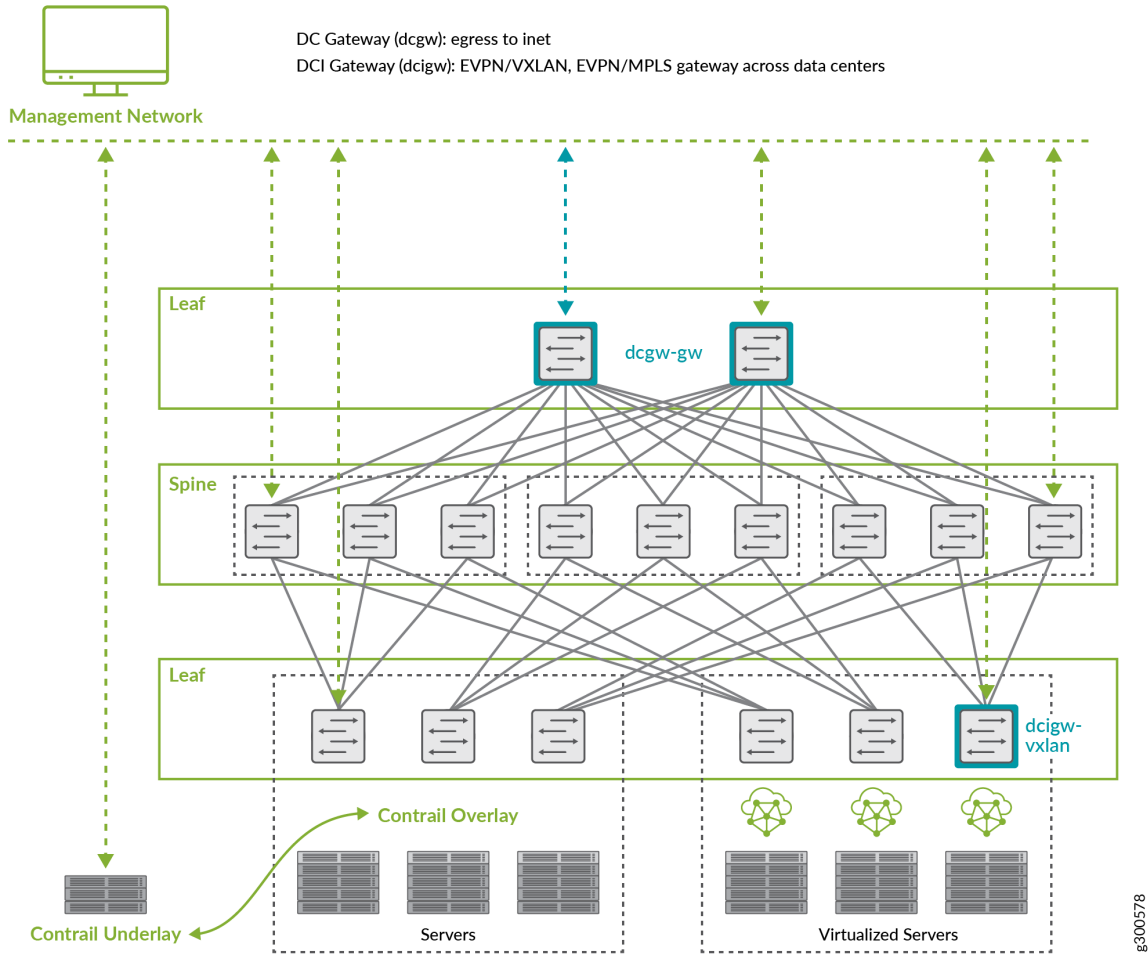 DC Gateway (dcgw): egress to inet
DCI Gateway (dcigw): EVPN/VXLAN, EVPN/MPLS gateway across data centers
Management Network
Leaf
dcgw-gw
Spine
Leaf
dcigw-
vxlan
Contrail Overlay
Contrail Underlay
Servers
Virtualized Servers
g300578